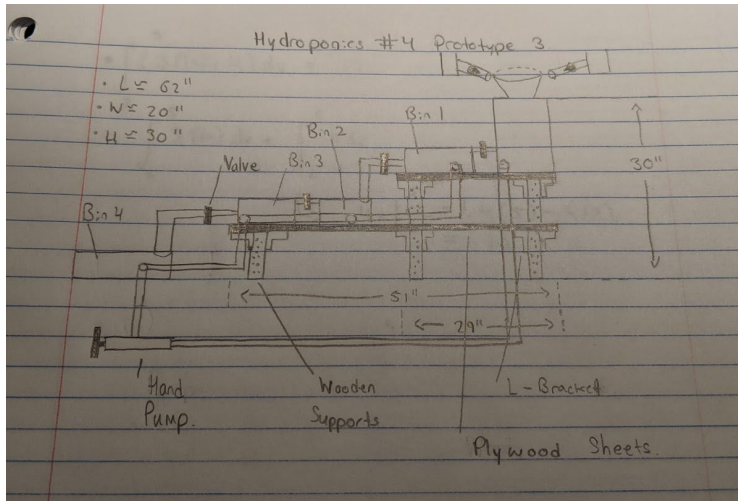 Hydroponics #4 Prototype 3
• L ≃ 62"
• W ≃ 20"
• H ≃ 30"
Bin 1
Bin 2
Bin 3
Valve
30"
Bin 4
51"
29"
Hand
Pump.
Wooden
Supports
L-Bracket
Plywood Sheets.